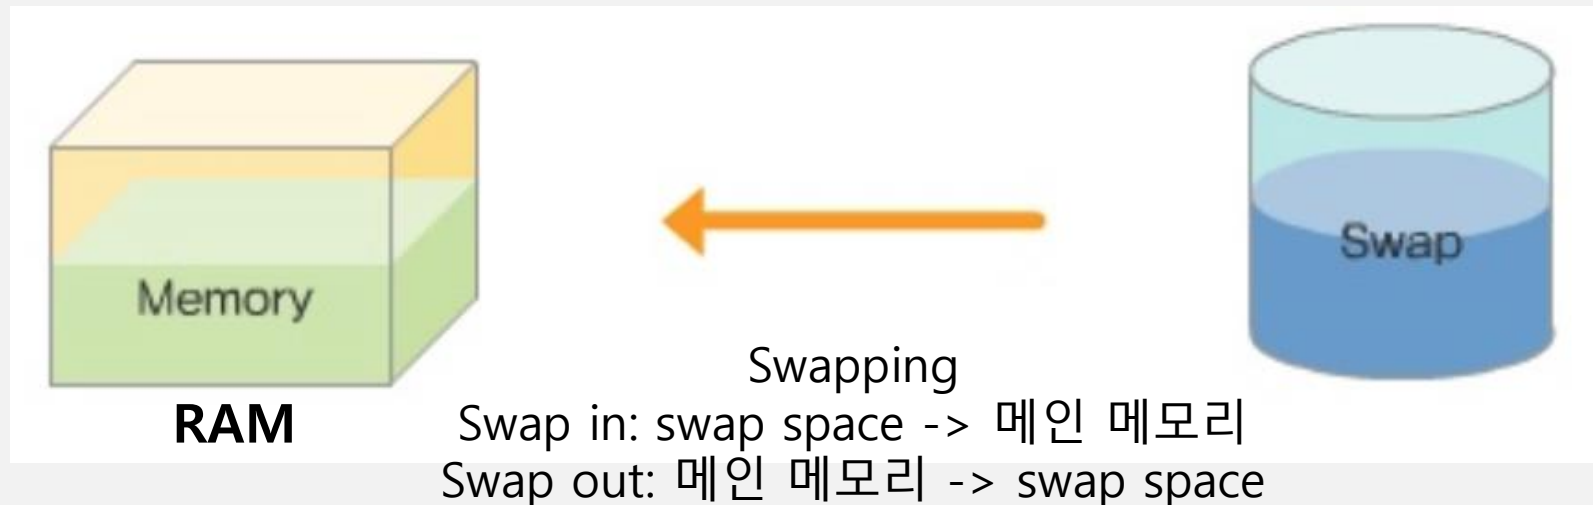 Memory
Swap
RAM
Swapping
Swap in: swap space -> 메인 메모리
Swap out: 메인 메모리 -> swap space